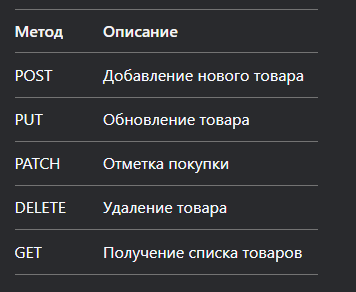 Метод Описание
POST Добавление нового товара
PUT Обновление товара
PATCH Отметка покупки
DELETE Удаление товара
GET Получение списка товаров